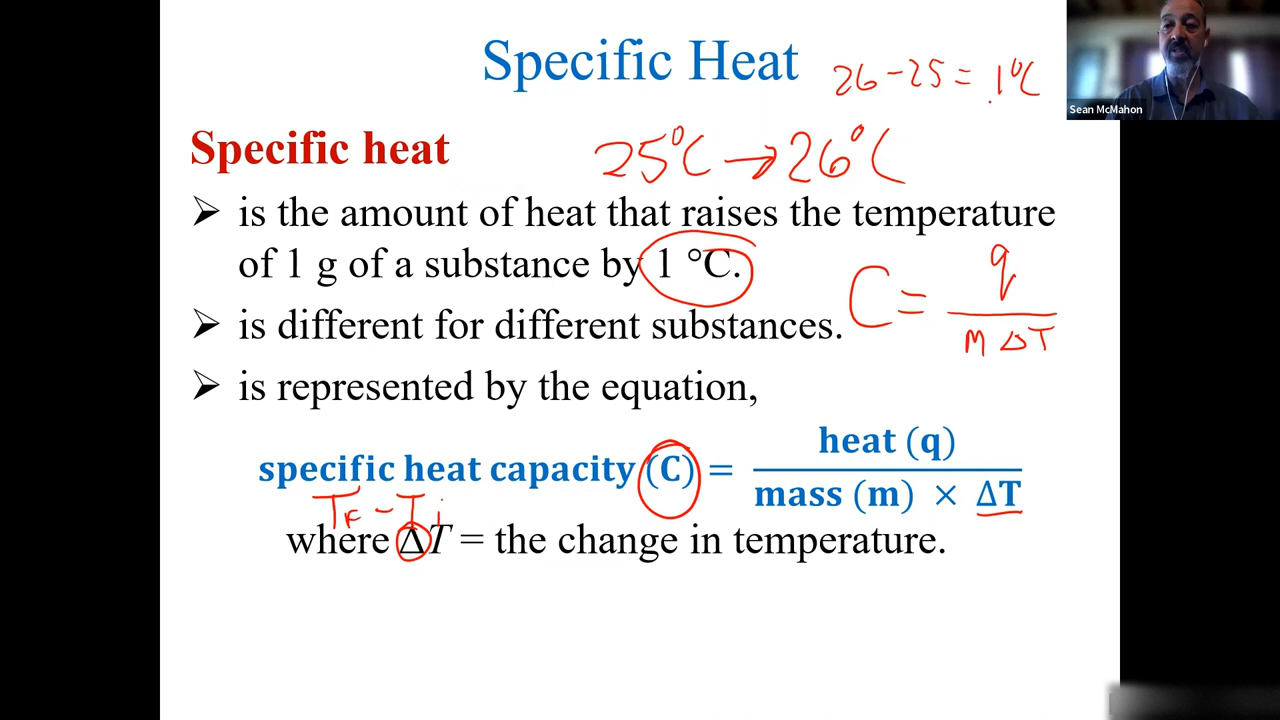 Specific Heat
26 - 25 = 1°C
Sean McMahon
Specific heat
25°C → 26°C
➢ is the amount of heat that raises the temperature
of 1 g of a substance by 1 °C.
C = q / m ΔT
➢ is different for different substances.
➢ is represented by the equation,
specific heat capacity (C) = heat (q) / mass (m) × ΔT
TF - Ti
where ΔT = the change in temperature.